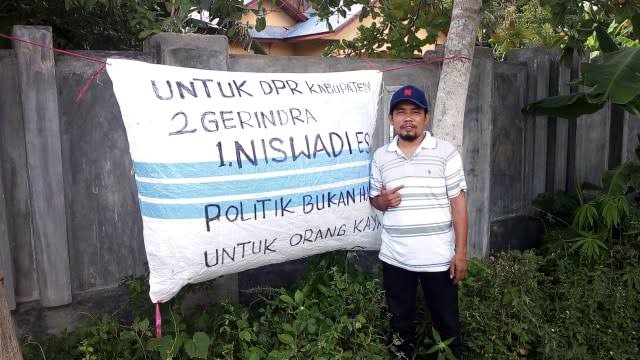 UNTUK DPR KABUPATEN
2 GERINDRA
1. NISWADI ES
POLITIK BUKAN
UNTUK ORANG KAYA